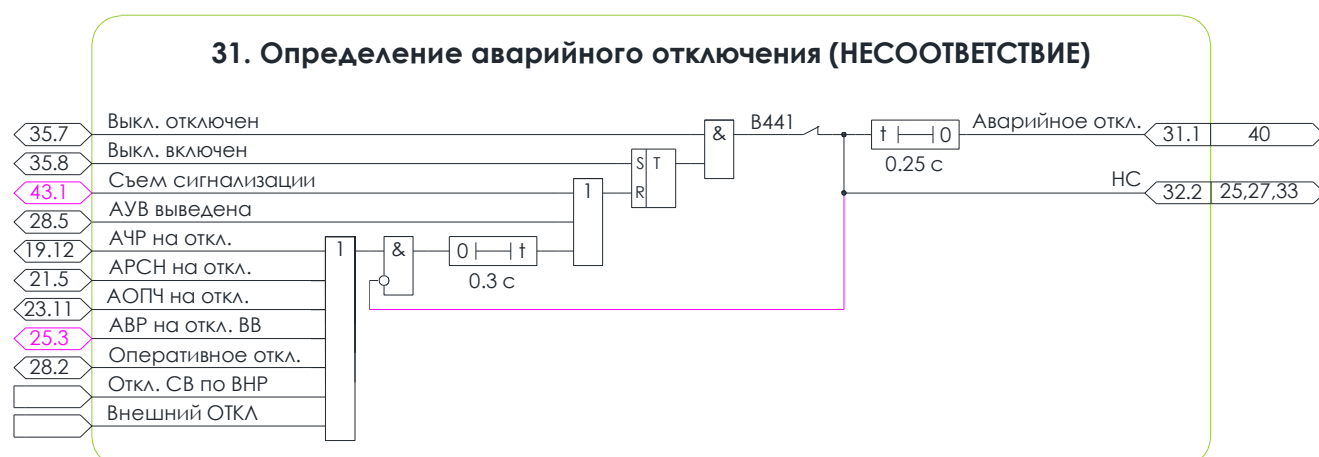 31. Определение аварийного отключения (НЕСООТВЕТСТВИЕ)
35.7 Выкл. отключен & B441 t 0 Аварийное откл. 31.1 40
35.8 Выкл. включен S T 0.25 с
43.1 Съем сигнализации 1 R НС 32.2 25,27,33
28.5 АУВ выведена
19.12 АЧР на откл. 1 & 0 t
21.5 АРСН на откл. 0.3 с
23.11 АОПЧ на откл.
25.3 АВР на откл. ВВ
28.2 Оперативное откл.
Откл. СВ по ВНР
Внешний ОТКЛ